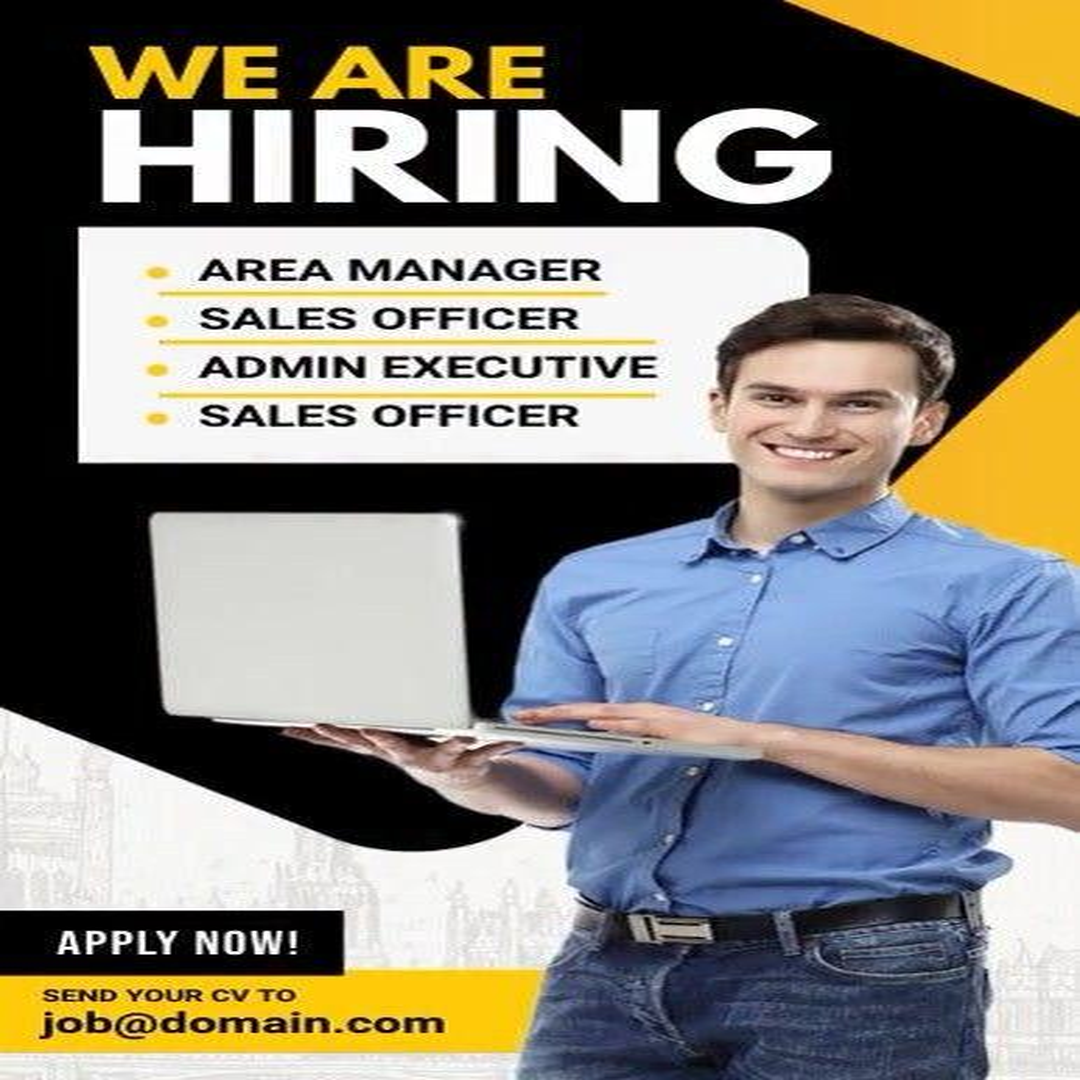 WE ARE
HIRING
AREA MANAGER
SALES OFFICER
ADMIN EXECUTIVE
SALES OFFICER
APPLY NOW!
SEND YOUR CV TO
job@domain.com